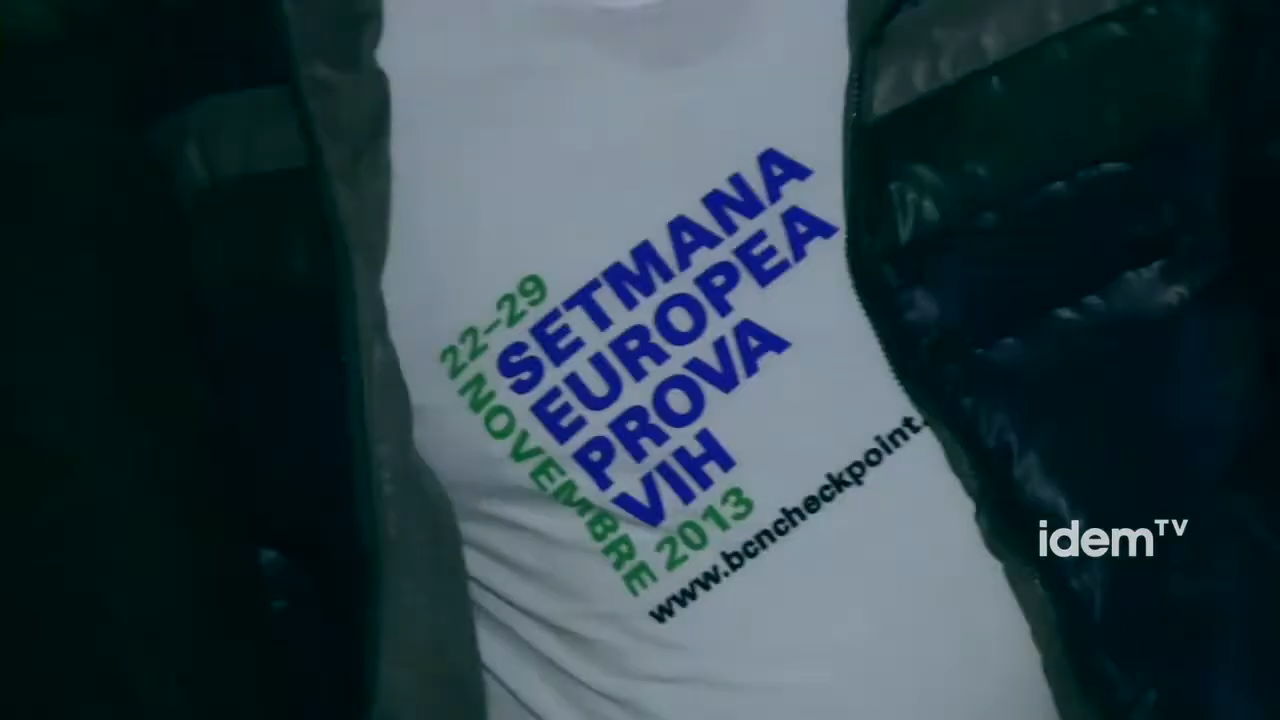 22-29
NOVEMBRE 2013
SETMANA
EUROPEA
PROVA
VIH
www.bcncheckpoint.
idemTV